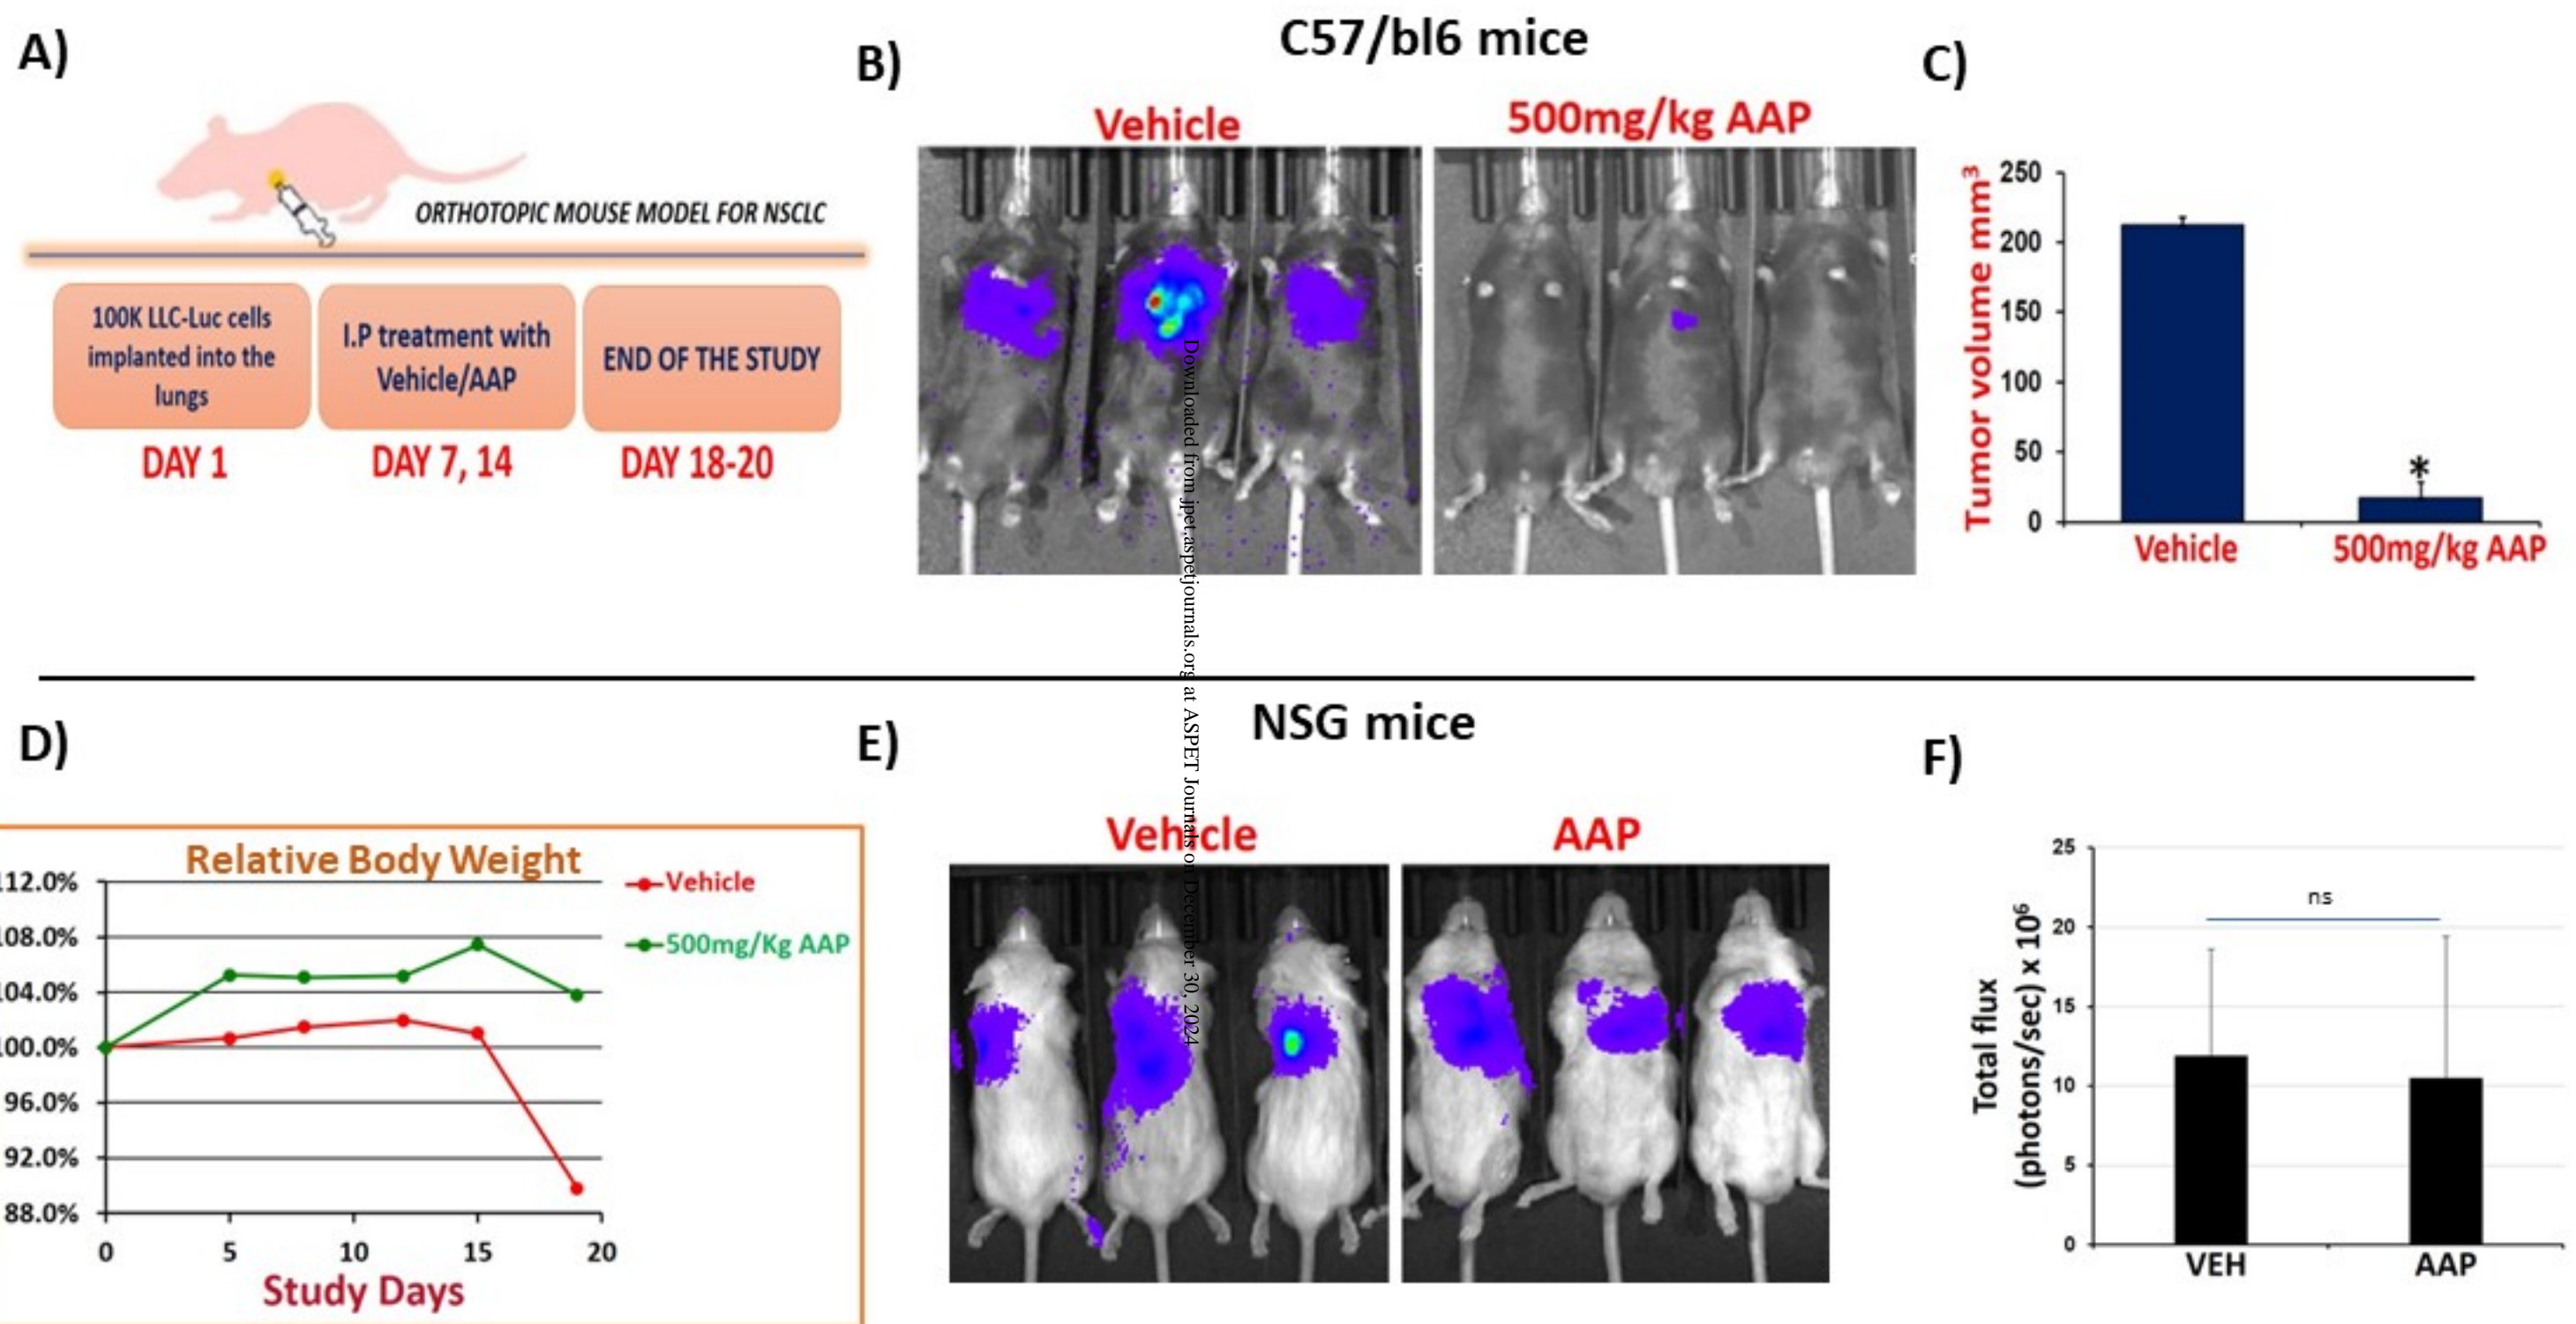 A)
ORTHOTOPIC MOUSE MODEL FOR NSCLC
100K LLC-Luc cells
implanted into the
lungs
I.P treatment with
Vehicle/AAP
END OF THE STUDY
DAY 1
DAY 7, 14
DAY 18-20
B)
C57/bl6 mice
Vehicle
500mg/kg AAP
C)
Tumor volume mm³
250
200
150
100
50
0
*
Vehicle
500mg/kg AAP
Downloaded from jpet.aspetjournals.org at ASPET Journals on December 30, 2024
D)
Relative Body Weight
112.0%
108.0%
104.0%
100.0%
96.0%
92.0%
88.0%
0
5
10
15
20
Study Days
Vehicle
500mg/Kg AAP
E)
NSG mice
Vehicle
AAP
F)
Total flux
(photons/sec) x 10⁶
25
20
15
10
5
0
ns
VEH
AAP